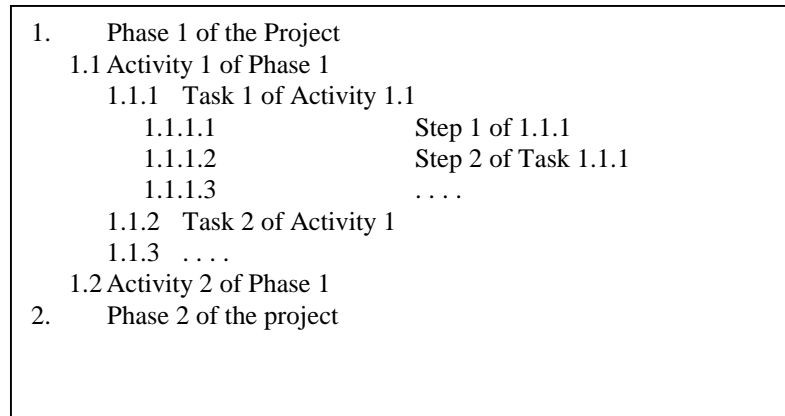 1. Phase 1 of the Project
1.1 Activity 1 of Phase 1
1.1.1 Task 1 of Activity 1.1
1.1.1.1 Step 1 of 1.1.1
1.1.1.2 Step 2 of Task 1.1.1
1.1.1.3 . . . .
1.1.2 Task 2 of Activity 1
1.1.3 . . . .
1.2 Activity 2 of Phase 1
2. Phase 2 of the project